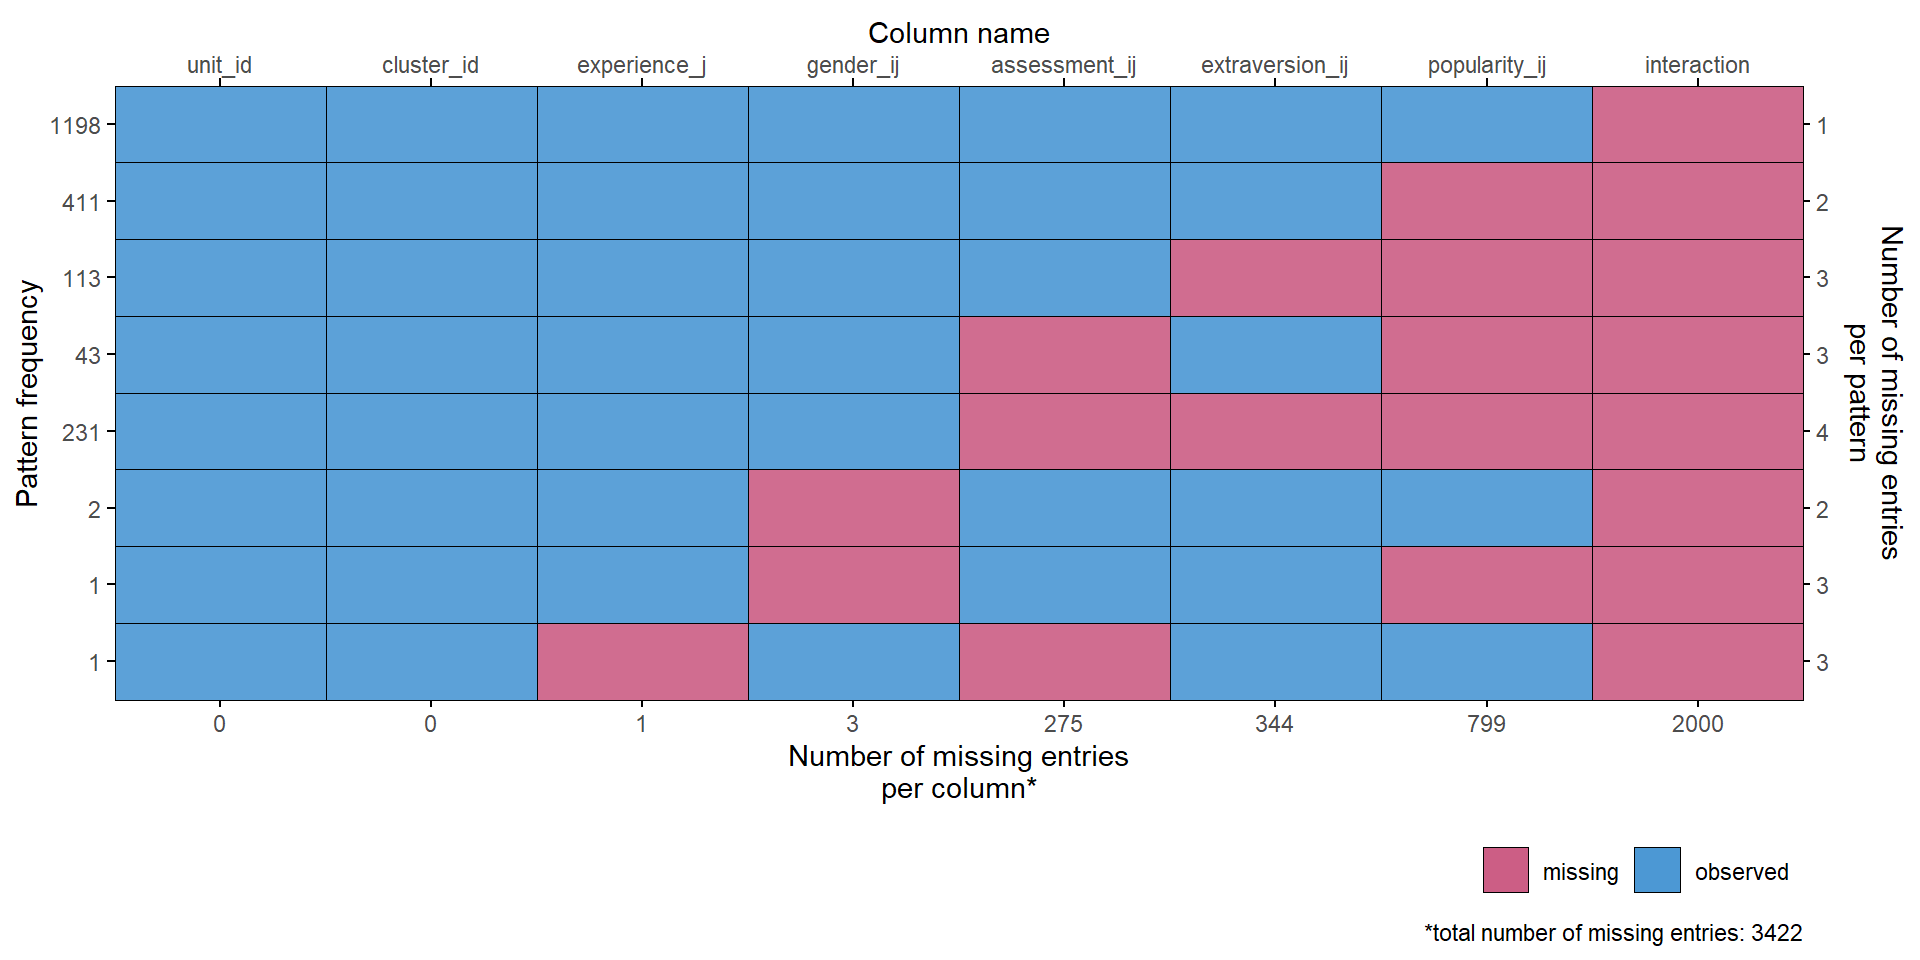 Column name
unit_id cluster_id experience_j gender_ij assessment_ij extraversion_ij popularity_ij interaction
Pattern frequency
1198 1
411 2
113 3
43 3
231 4
2 2
1 3
1 3
Number of missing entries
per pattern
0 0 1 3 275 344 799 2000
Number of missing entries
per column*
missing observed
*total number of missing entries: 3422